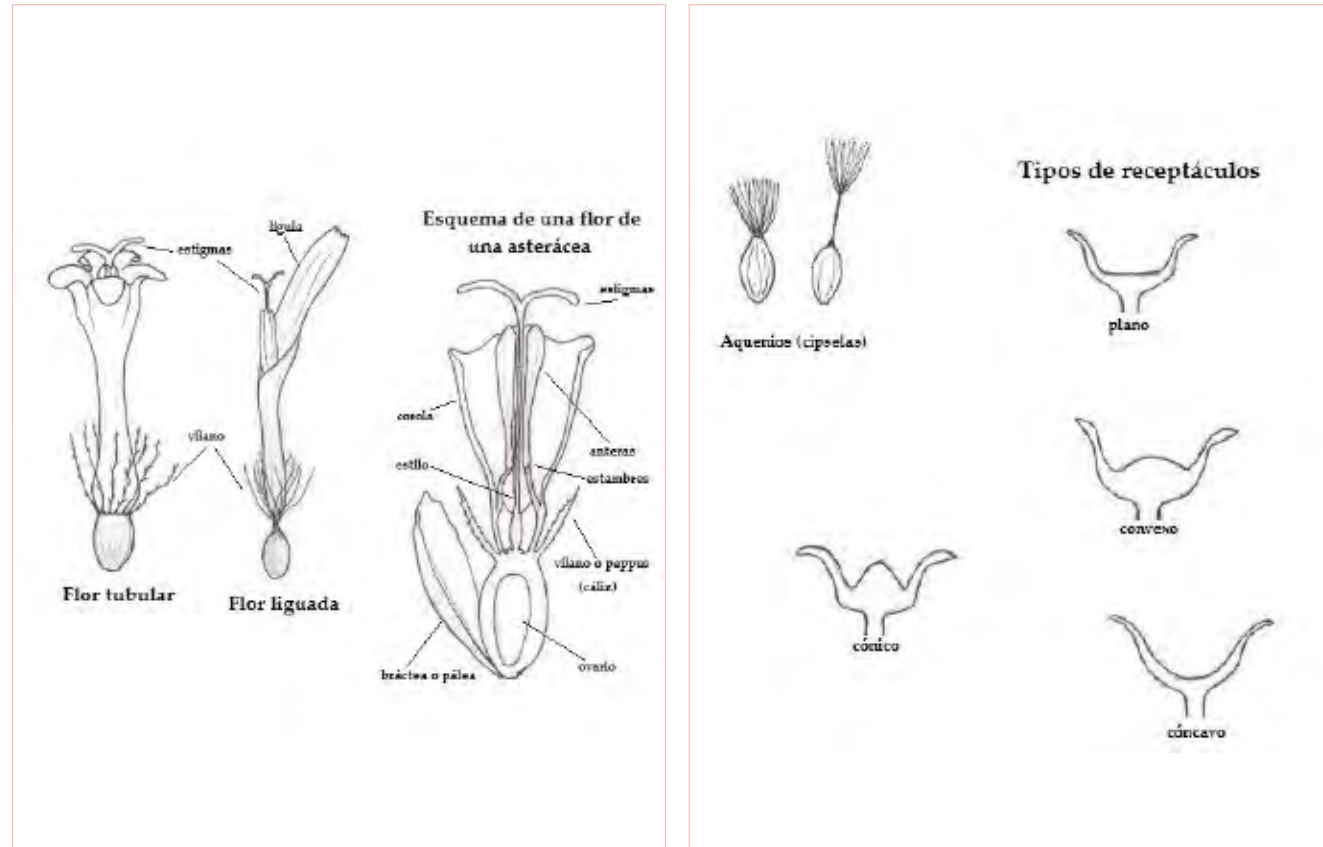 estigmas
lígula
vilano
Flor tubular
Flor liguada
Esquema de una flor de
una asterácea
estigmas
corola
anteras
estilo
estambres
vilano o pappus
(cáliz)
bráctea o pálea
ovario
Aquenios (cipselas)
Tipos de receptáculos
plano
convexo
cónico
cóncavo